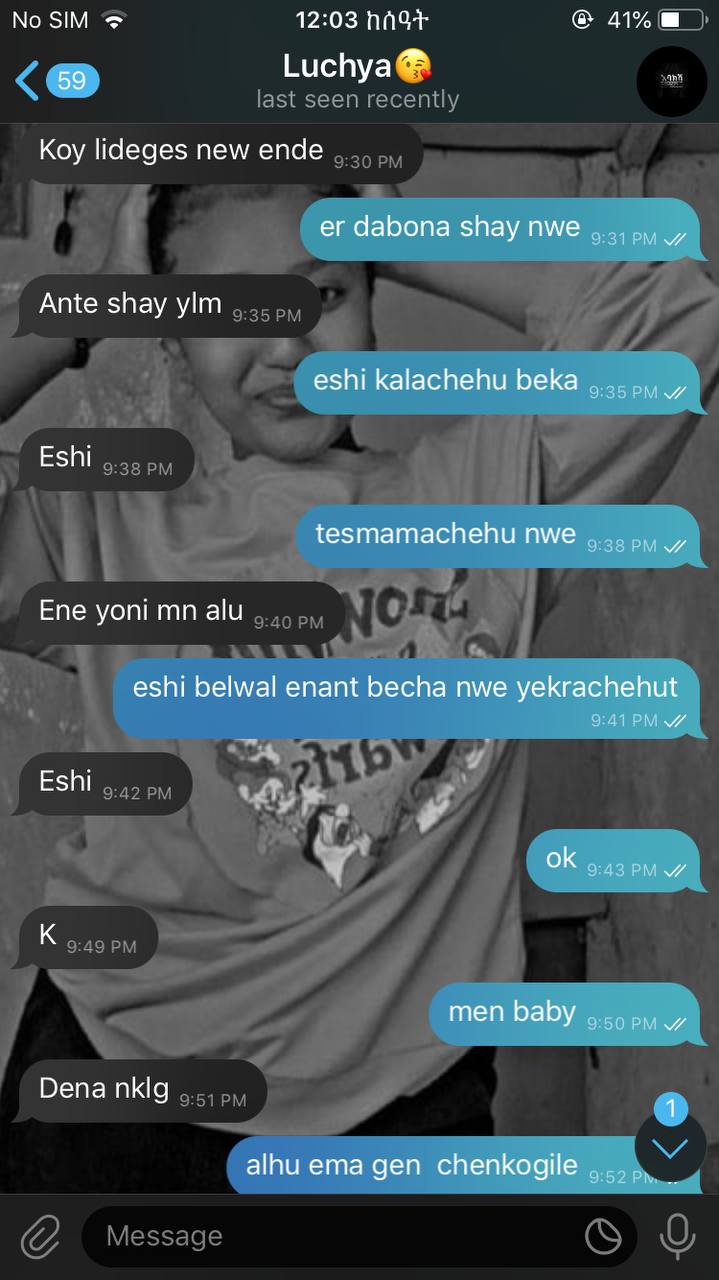 No SIM 12:03 ከሰዓት 41%
59 Luchya😘
last seen recently
Koy lideges new ende 9:30 PM
er dabona shay nwe 9:31 PM
Ante shay ylm 9:35 PM
eshi kalachehu beka 9:35 PM
Eshi 9:38 PM
tesmamachehu nwe 9:38 PM
Ene yoni mn alu 9:40 PM
eshi belwal enant becha nwe yekrachehut
9:41 PM
Eshi 9:42 PM
ok 9:43 PM
K 9:49 PM
men baby 9:50 PM
Dena nklg 9:51 PM
1
alhu ema gen chenkogile 9:52 PM
Message